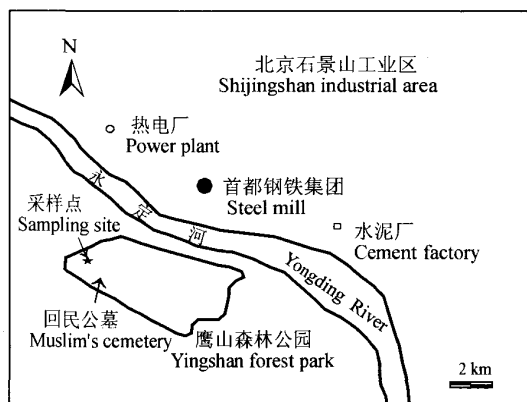 N
北京石景山工业区
Shijingshan industrial area
热电厂
Power plant
永定河
首都钢铁集团
Steel mill
采样点
Sampling site
水泥厂
Cement factory
Yongding River
回民公墓
Muslim's cemetery
鹰山森林公园
Yingshan forest park
2 km